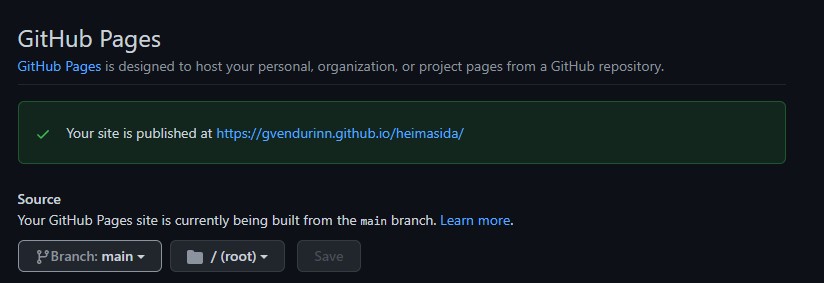 GitHub Pages
GitHub Pages is designed to host your personal, organization, or project pages from a GitHub repository.
Your site is published at https://gvendurinn.github.io/heimasida/
Source
Your GitHub Pages site is currently being built from the main branch. Learn more.
Branch: main / (root) Save